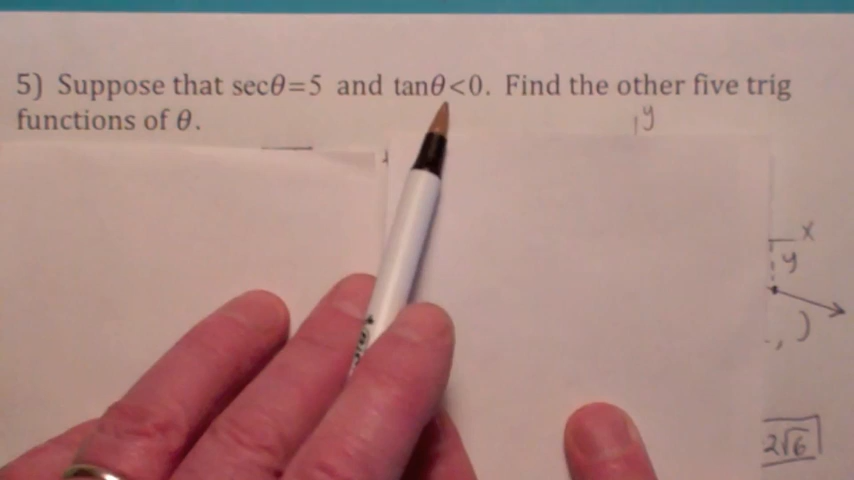 5) Suppose that secθ=5 and tanθ<0. Find the other five trig
functions of θ.
y
x
y
)
2√6